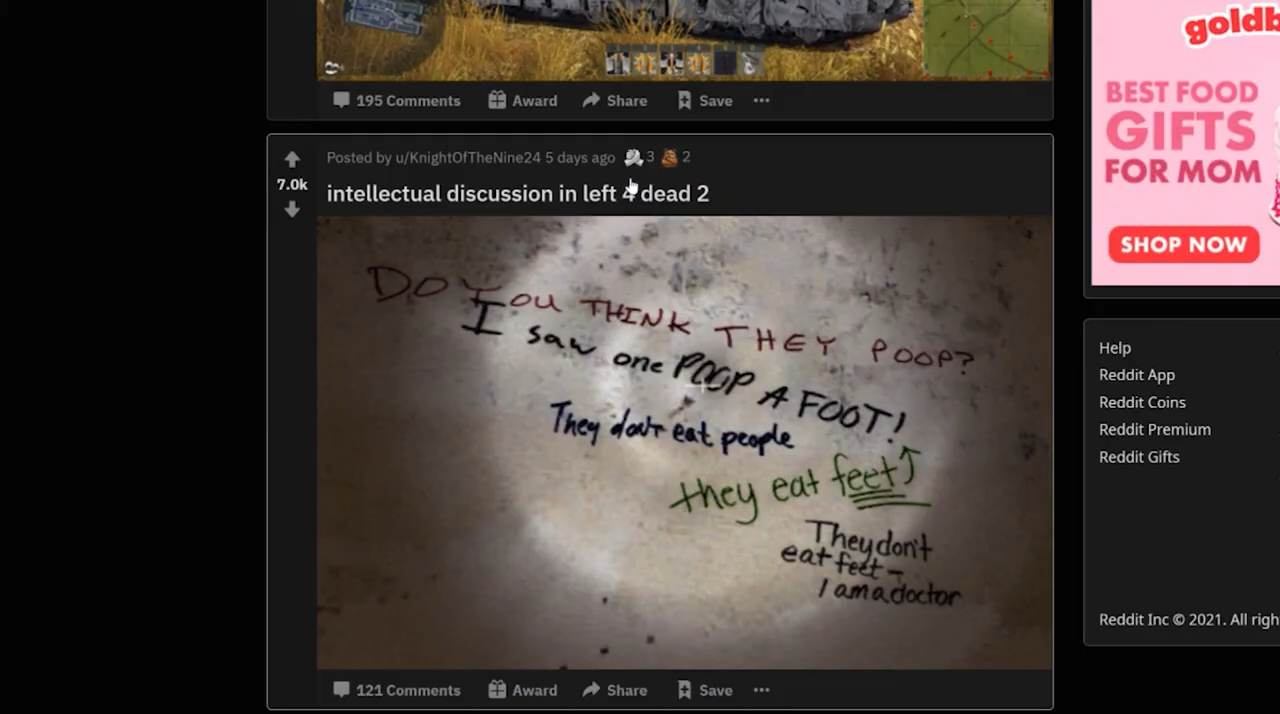 195 Comments Award Share Save
Posted by u/KnightOfTheNine24 5 days ago 3 2
7.0k
intellectual discussion in left 4 dead 2
DO YOU THINK THEY POOP?
I saw one POOP A FOOT!
They don't eat people
they eat feet
They don't
eat feet -
I am a doctor
121 Comments Award Share Save
goldb
BEST FOOD
GIFTS
FOR MOM
SHOP NOW
Help
Reddit App
Reddit Coins
Reddit Premium
Reddit Gifts
Reddit Inc © 2021. All righ